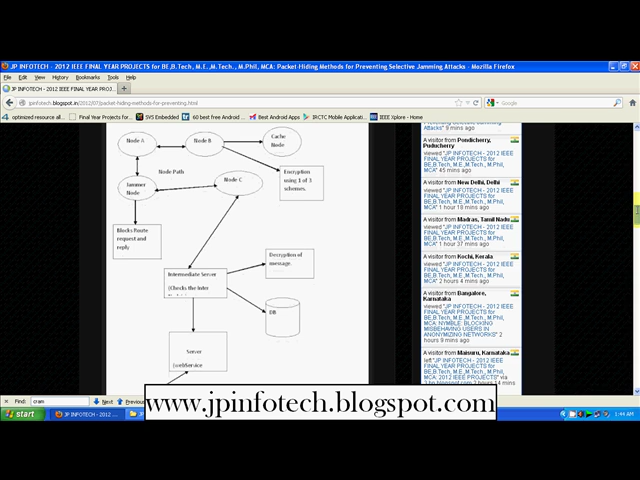 JP INFOTECH - 2012 IEEE FINAL YEAR PROJECTS for BE,B.Tech, M.E.,M.Tech., M.Phil, MCA: Packet-Hiding Methods for Preventing Selective Jamming Attacks - Mozilla Firefox
File Edit View History Bookmarks Tools Help
JP INFOTECH - 2012 IEEE FINAL YEAR PROJ...
jpinfotech.blogspot.in/2012/07/packet-hiding-methods-for-preventing.html
Google
optimized resource all... Final Year Projects for ... SVS Embedded 60 best free Android ... Best Android Apps IRCTC Mobile Applicati... IEEE Xplore - Home
Node A
Node B
Cache
Node
Node Path
Jammer
Node
Node C
Encryption
using 1 of 3
schemes.
Blocks Route
request and
reply
Decryption of
message.
Intermediate Server
(Checks the Inter
DB
Server
(webService
Attacks" 9 mins ago
A visitor from Pondicherry,
Puducherry
viewed "JP INFOTECH - 2012 IEEE
FINAL YEAR PROJECTS for
BE,B.Tech, M.E.,M.Tech., M.Phil,
MCA" 45 mins ago
A visitor from New Delhi, Delhi
viewed "JP INFOTECH - 2012 IEEE
FINAL YEAR PROJECTS for
BE,B.Tech, M.E.,M.Tech., M.Phil,
MCA" 1 hour 18 mins ago
A visitor from Madras, Tamil Nadu
viewed "JP INFOTECH - 2012 IEEE
FINAL YEAR PROJECTS for
BE,B.Tech, M.E.,M.Tech., M.Phil,
MCA" 1 hour 37 mins ago
A visitor from Kochi, Kerala
viewed "JP INFOTECH - 2012 IEEE
FINAL YEAR PROJECTS for
BE,B.Tech, M.E.,M.Tech., M.Phil,
MCA" 2 hours 4 mins ago
A visitor from Bangalore,
Karnataka
viewed "JP INFOTECH - 2012 IEEE
FINAL YEAR PROJECTS for
BE,B.Tech, M.E.,M.Tech., M.Phil,
MCA: NYMBLE: BLOCKING
MISBEHAVING USERS IN
ANONYMIZING NETWORKS" 2
hours 9 mins ago
A visitor from Maisuru, Karnataka
left "JP INFOTECH - 2012 IEEE
FINAL YEAR PROJECTS for
BE,B.Tech, M.E.,M.Tech., M.Phil,
MCA: 2012 IEEE PROJECTS" via
www.jpinfotech.blogspot.com
Find: cram Next Previous
start JP INFOTECH - 2012 ... 1:44 AM